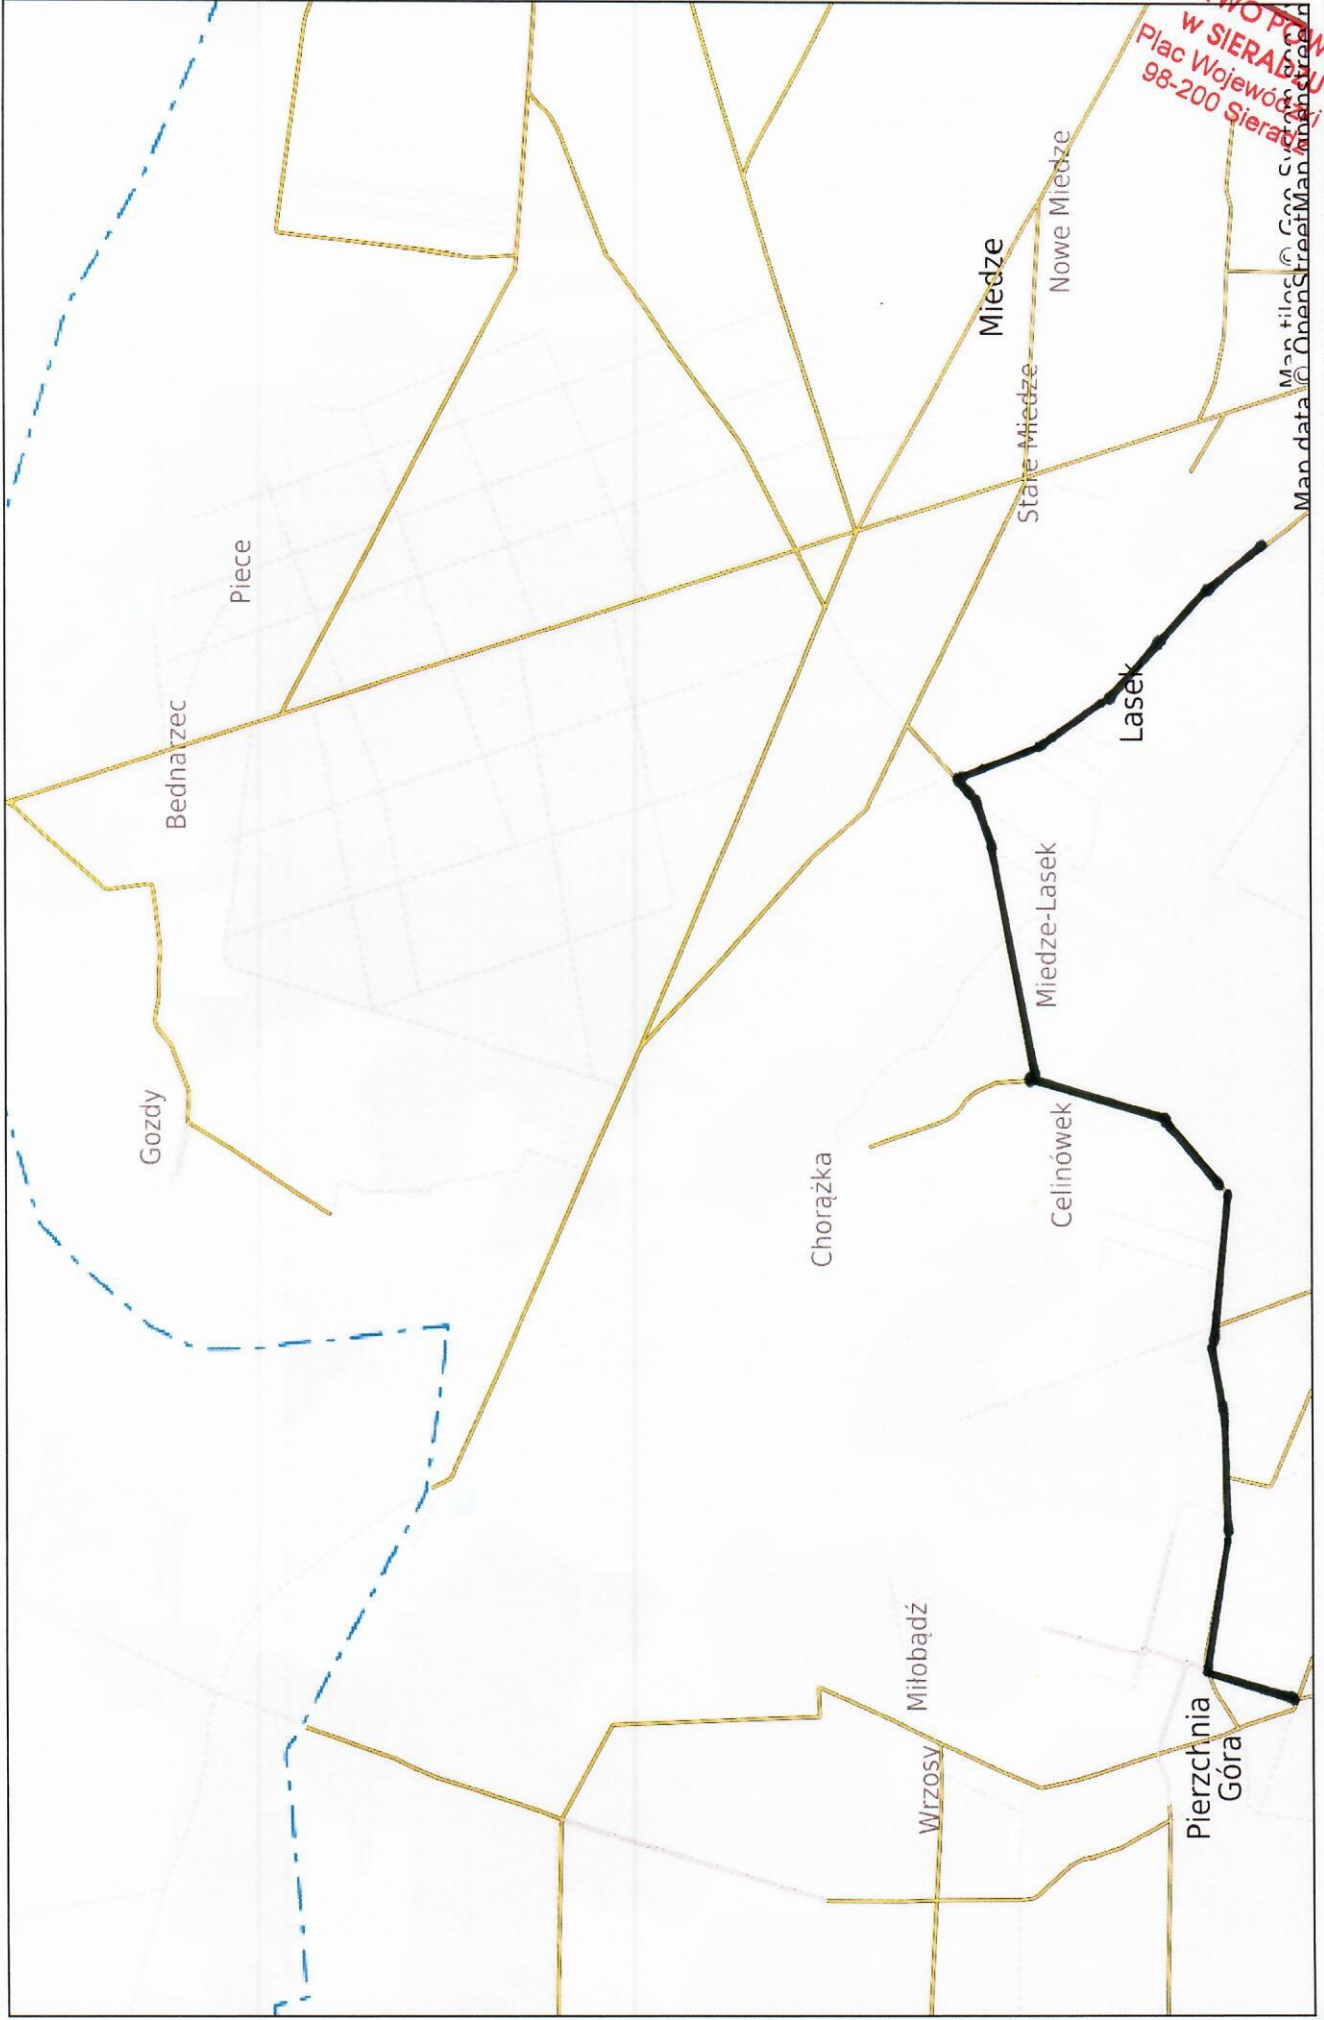 w SIERADZU
Plac Wojewódzki
98-200 Sieradz
Nowe Miedze
Miedze
Stare Miedze
Map data © OpenStreetMap
Piece
Bednarzec
Lasek
Miedze-Lasek
Gozdy
Chorążka
Celinówek
Miłobądź
Wrzosy
Pierzchnia
Góra